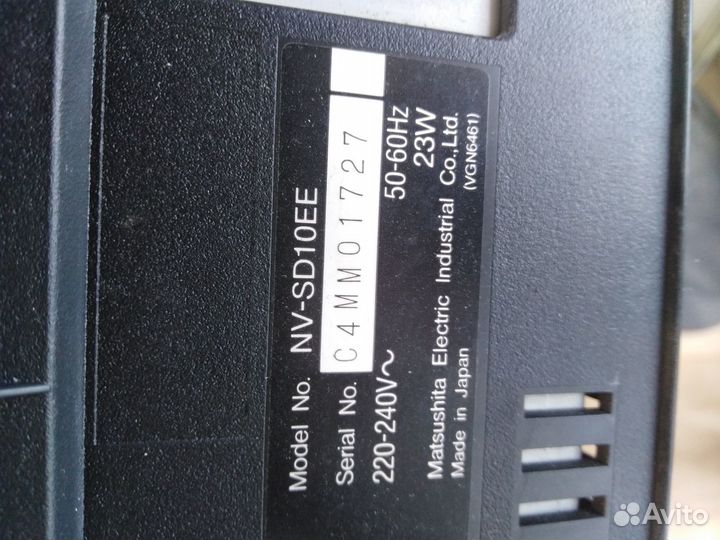 Model No. NV-SD10EE
Serial No. C4MM01727
220-240V~ 50-60Hz
23W
Matsushita Electric Industrial Co., Ltd.
Made in Japan (VGN6461)
Avito